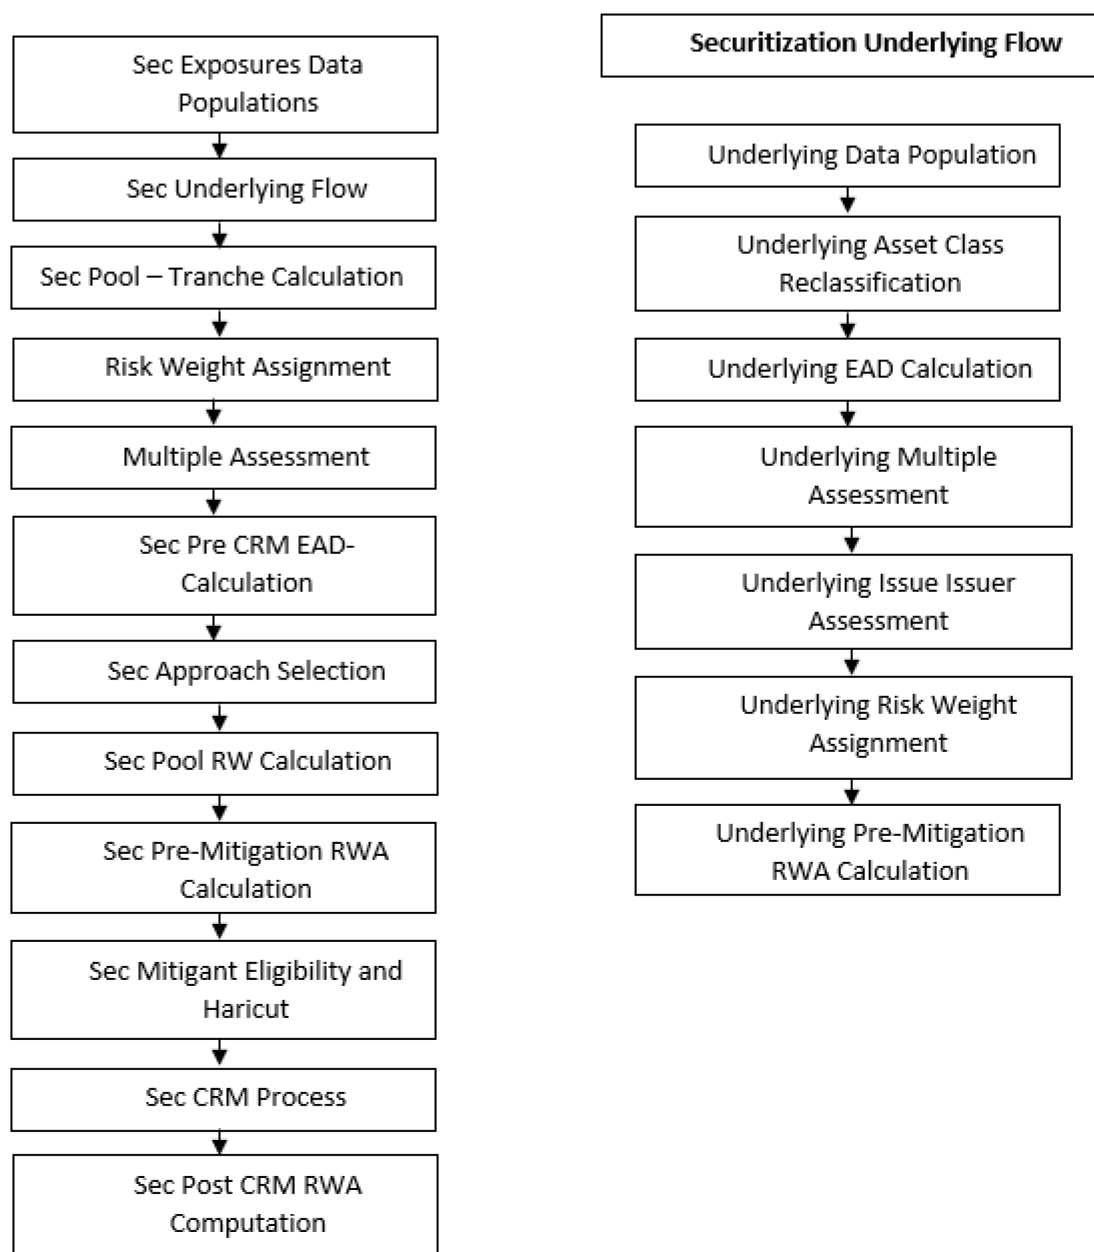 Sec Exposures Data
Populations
Sec Underlying Flow
Sec Pool – Tranche Calculation
Risk Weight Assignment
Multiple Assessment
Sec Pre CRM EAD-
Calculation
Sec Approach Selection
Sec Pool RW Calculation
Sec Pre-Mitigation RWA
Calculation
Sec Mitigant Eligibility and
Haricut
Sec CRM Process
Sec Post CRM RWA
Computation
Securitization Underlying Flow
Underlying Data Population
Underlying Asset Class
Reclassification
Underlying EAD Calculation
Underlying Multiple
Assessment
Underlying Issue Issuer
Assessment
Underlying Risk Weight
Assignment
Underlying Pre-Mitigation
RWA Calculation